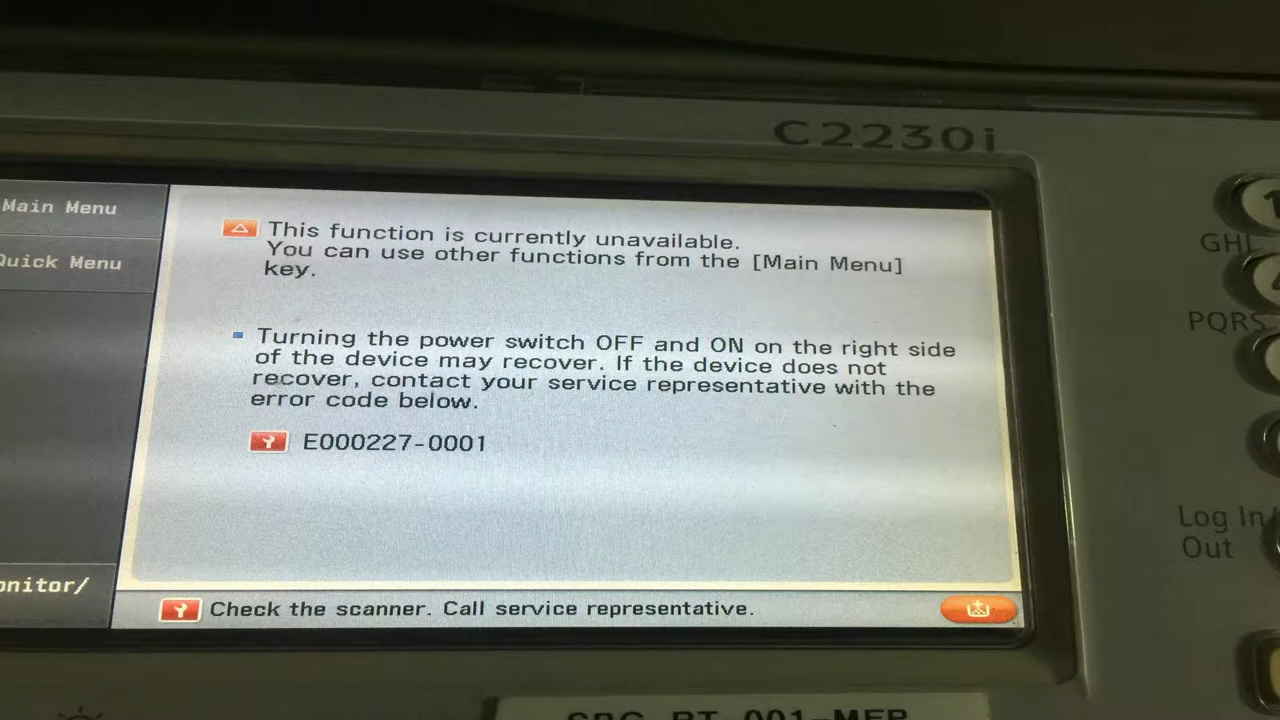 C2230i
Main Menu
Quick Menu
This function is currently unavailable.
You can use other functions from the [Main Menu]
key.
Turning the power switch OFF and ON on the right side
of the device may recover. If the device does not
recover, contact your service representative with the
error code below.
E000227-0001
onitor/
Check the scanner. Call service representative.
GHI
PQRS
Log In/
Out